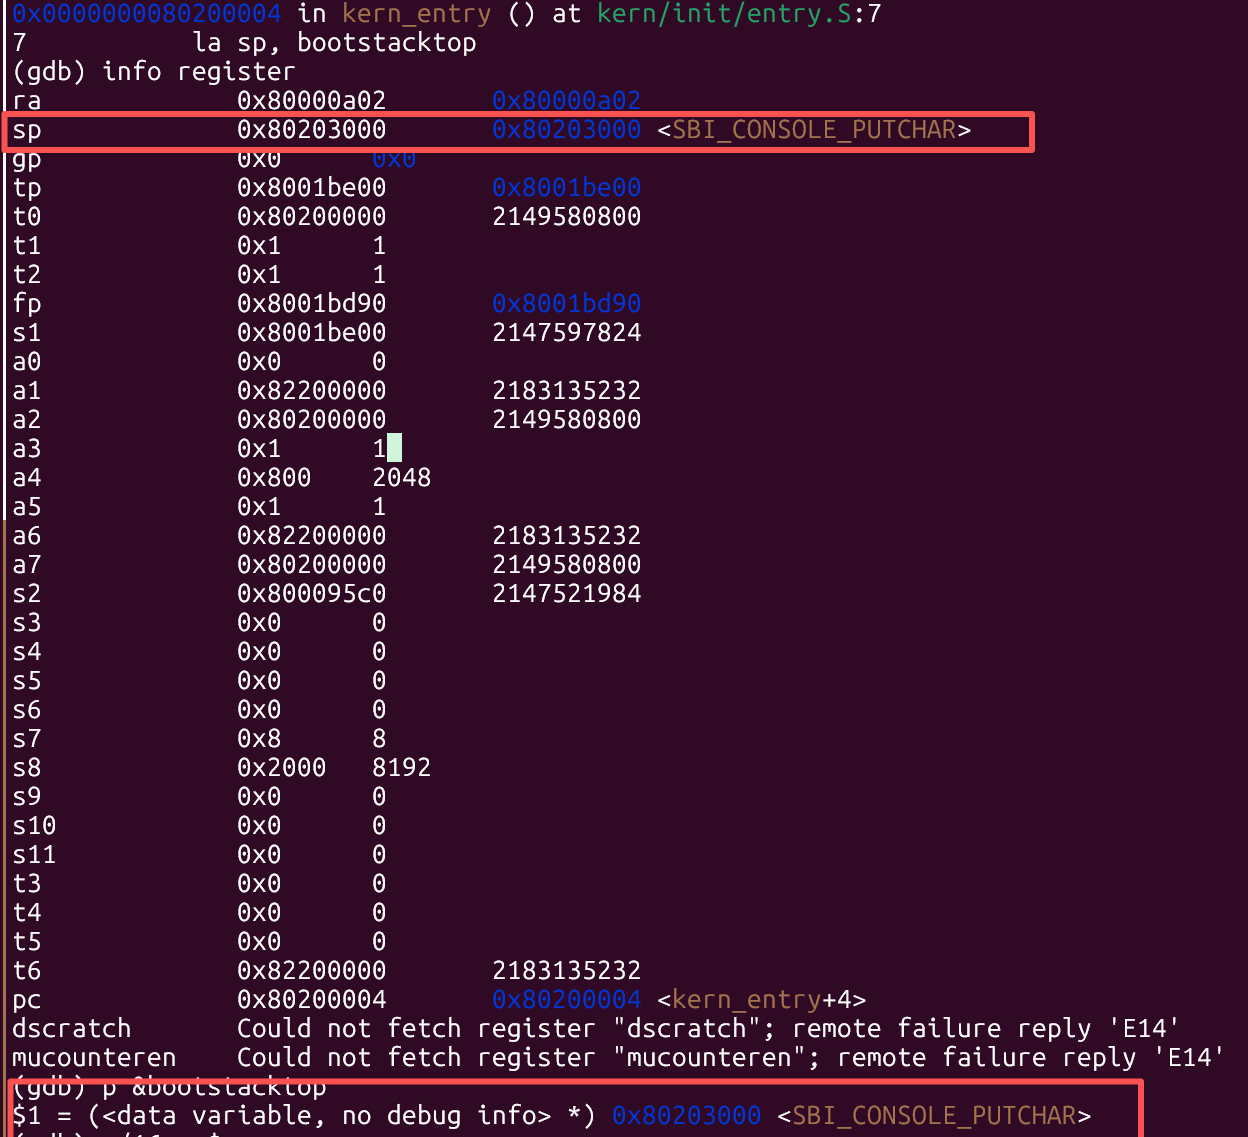 0x0000000080200004 in kern_entry () at kern/init/entry.S:7
7           la sp, bootstacktop
(gdb) info register
ra             0x80000a02       0x80000a02
sp             0x80203000       0x80203000 <SBI_CONSOLE_PUTCHAR>
gp             0x0      0x0
tp             0x8001be00       0x8001be00
t0             0x80200000       2149580800
t1             0x1      1
t2             0x1      1
fp             0x8001bd90       0x8001bd90
s1             0x8001be00       2147597824
a0             0x0      0
a1             0x82200000       2183135232
a2             0x80200000       2149580800
a3             0x1      1
a4             0x800    2048
a5             0x1      1
a6             0x82200000       2183135232
a7             0x80200000       2149580800
s2             0x800095c0       2147521984
s3             0x0      0
s4             0x0      0
s5             0x0      0
s6             0x0      0
s7             0x8      8
s8             0x2000   8192
s9             0x0      0
s10            0x0      0
s11            0x0      0
t3             0x0      0
t4             0x0      0
t5             0x0      0
t6             0x82200000       2183135232
pc             0x80200004       0x80200004 <kern_entry+4>
dscratch       Could not fetch register "dscratch"; remote failure reply 'E14'
mucounteren    Could not fetch register "mucounteren"; remote failure reply 'E14'
(gdb) p &bootstacktop
$1 = (<data variable, no debug info> *) 0x80203000 <SBI_CONSOLE_PUTCHAR>